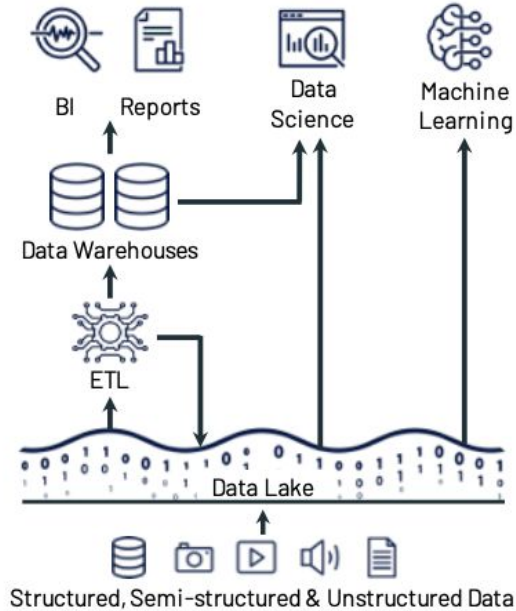 BI
Reports
Data
Science
Machine
Learning
Data Warehouses
ETL
Data Lake
Structured, Semi-structured & Unstructured Data